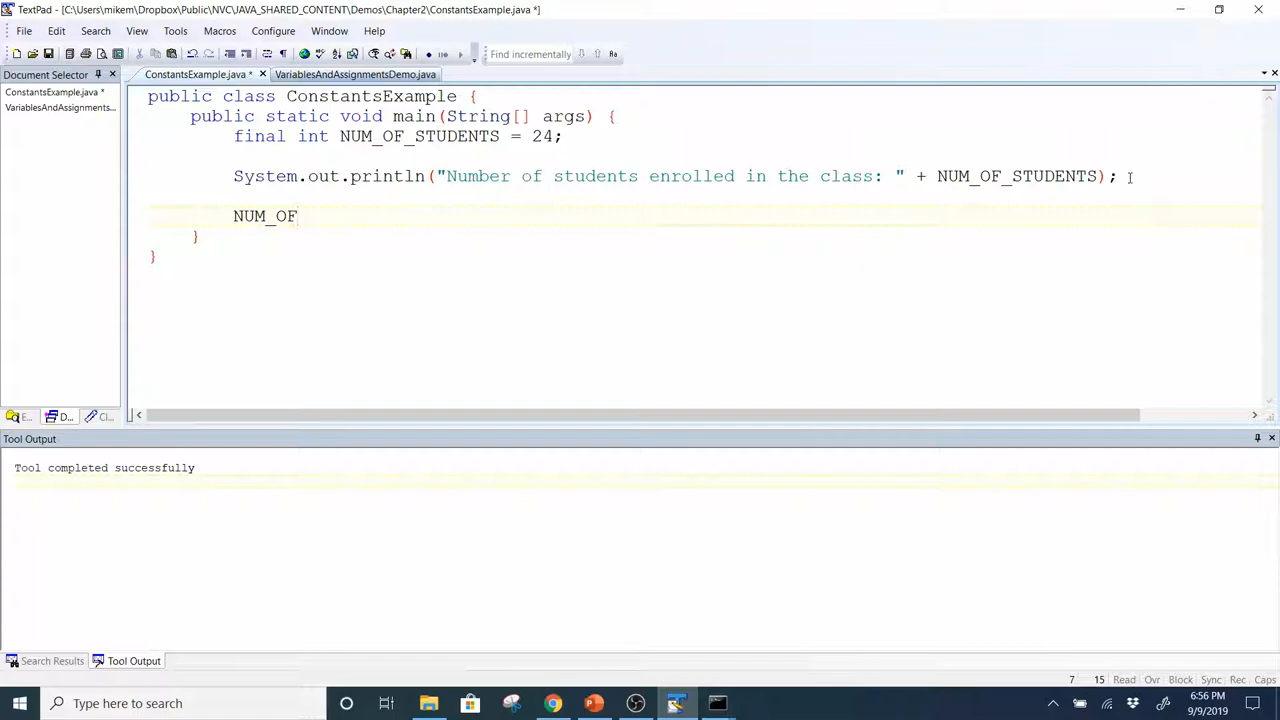 TextPad - [C:\Users\mikem\Dropbox\Public\NVC\JAVA_SHARED_CONTENT\Demos\Chapter2\ConstantsExample.java *]
File Edit Search View Tools Macros Configure Window Help
Find incrementally
Document Selector
ConstantsExample.java * VariablesAndAssignmentsDemo.java
ConstantsExample.java *
VariablesAndAssignments...
public class ConstantsExample {
public static void main(String[] args) {
final int NUM_OF_STUDENTS = 24;
System.out.println("Number of students enrolled in the class: " + NUM_OF_STUDENTS);
NUM_OF
}
}
E... D... Cl...
Tool Output
Tool completed successfully
Search Results Tool Output
7 15 Read Ovr Block Sync Rec Caps
Type here to search
6:56 PM
9/9/2019